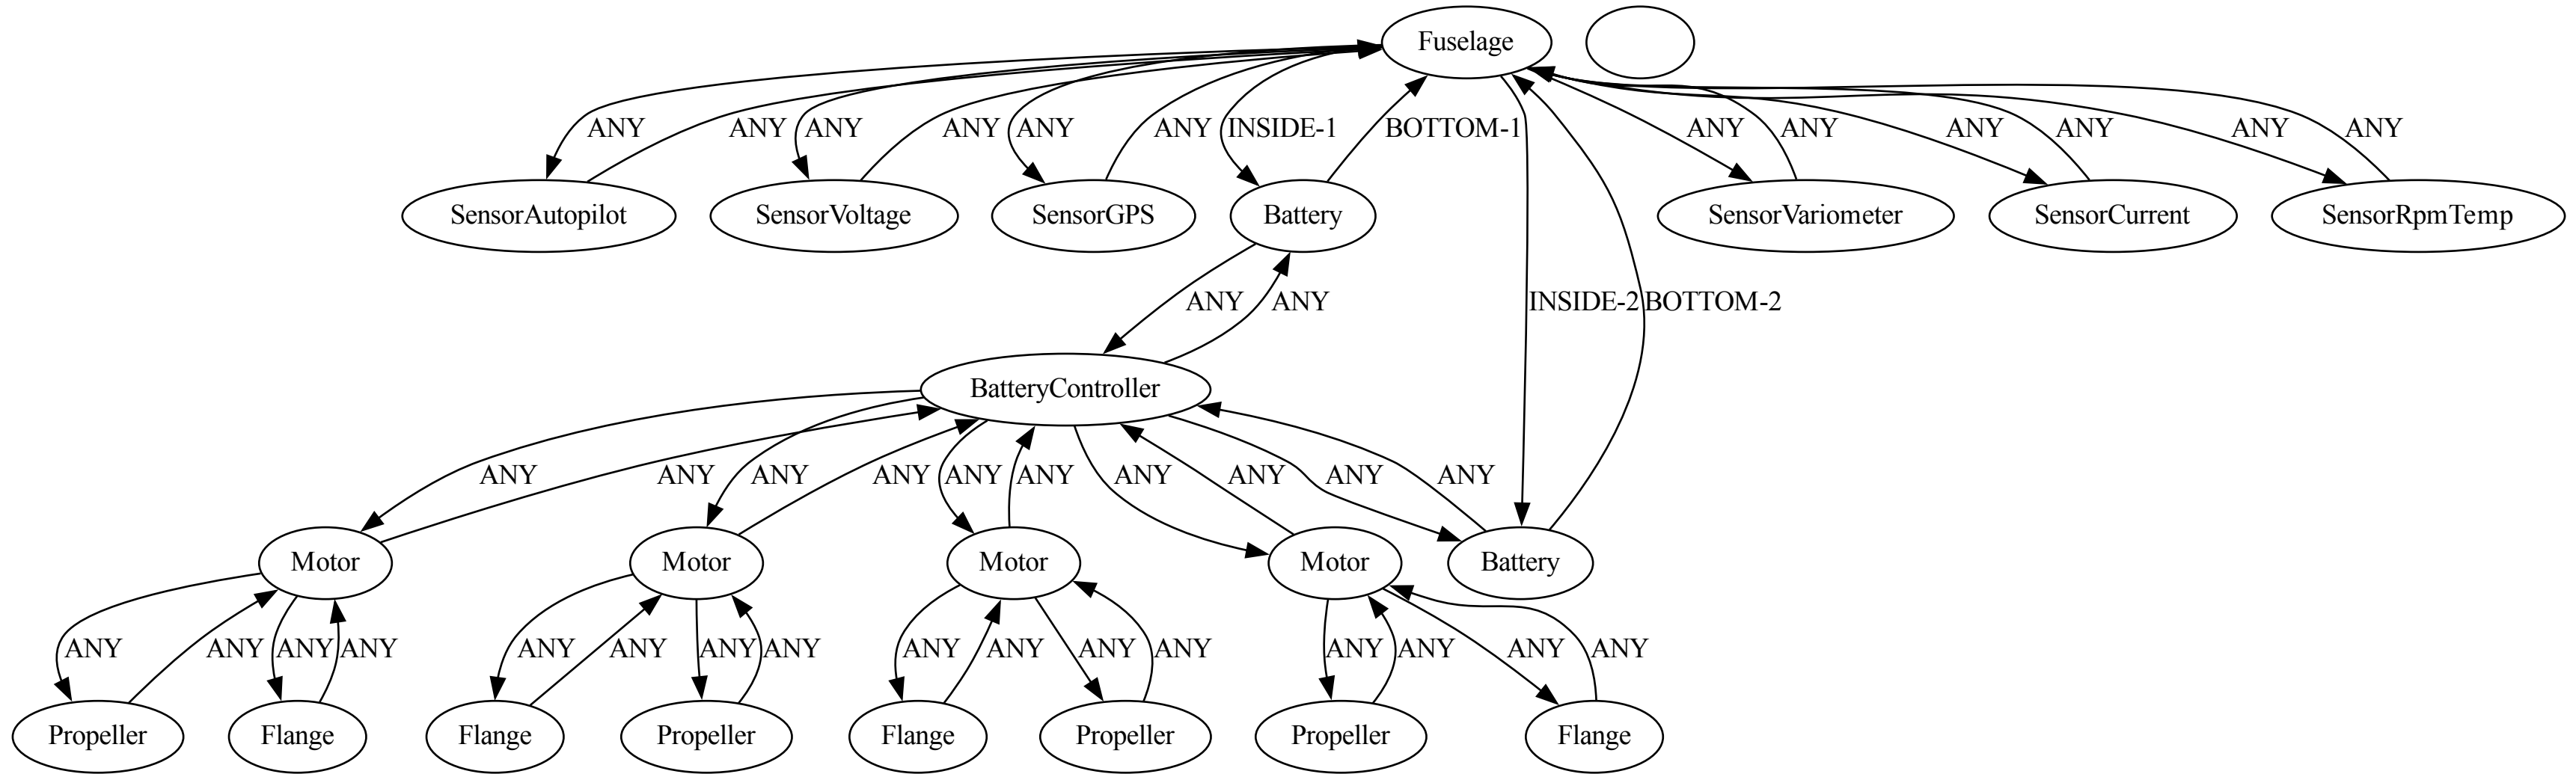 Fuselage
ANY ANY ANY ANY ANY ANY INSIDE-1 BOTTOM-1 ANY ANY ANY ANY ANY ANY
SensorAutopilot SensorVoltage SensorGPS Battery SensorVariometer SensorCurrent SensorRpmTemp
ANY ANY INSIDE-2 BOTTOM-2
BatteryController
ANY ANY ANY ANY ANY ANY ANY ANY ANY ANY
Motor Motor Motor Motor Battery
ANY ANY ANY ANY ANY ANY ANY ANY ANY ANY ANY ANY ANY ANY ANY ANY
Propeller Flange Flange Propeller Flange Propeller Propeller Flange